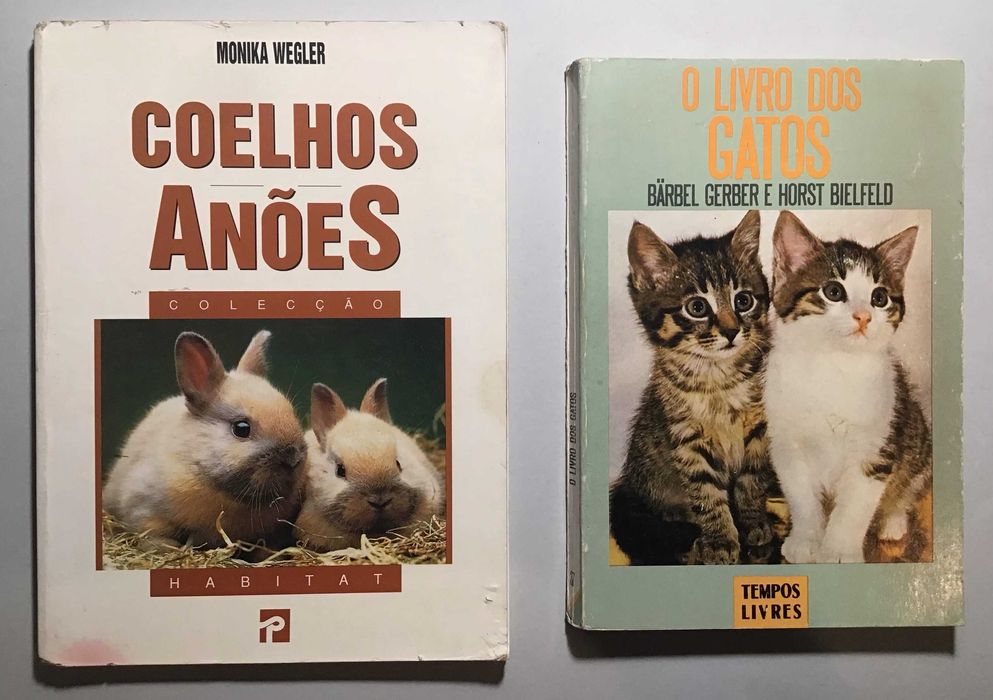 MONIKA WEGLER
COELHOS
ANÕES
COLECÇÃO
HABITAT
O LIVRO DOS
GATOS
BÄRBEL GERBER E HORST BIELFELD
O LIVRO DOS GATOS
TEMPOS
LIVRES